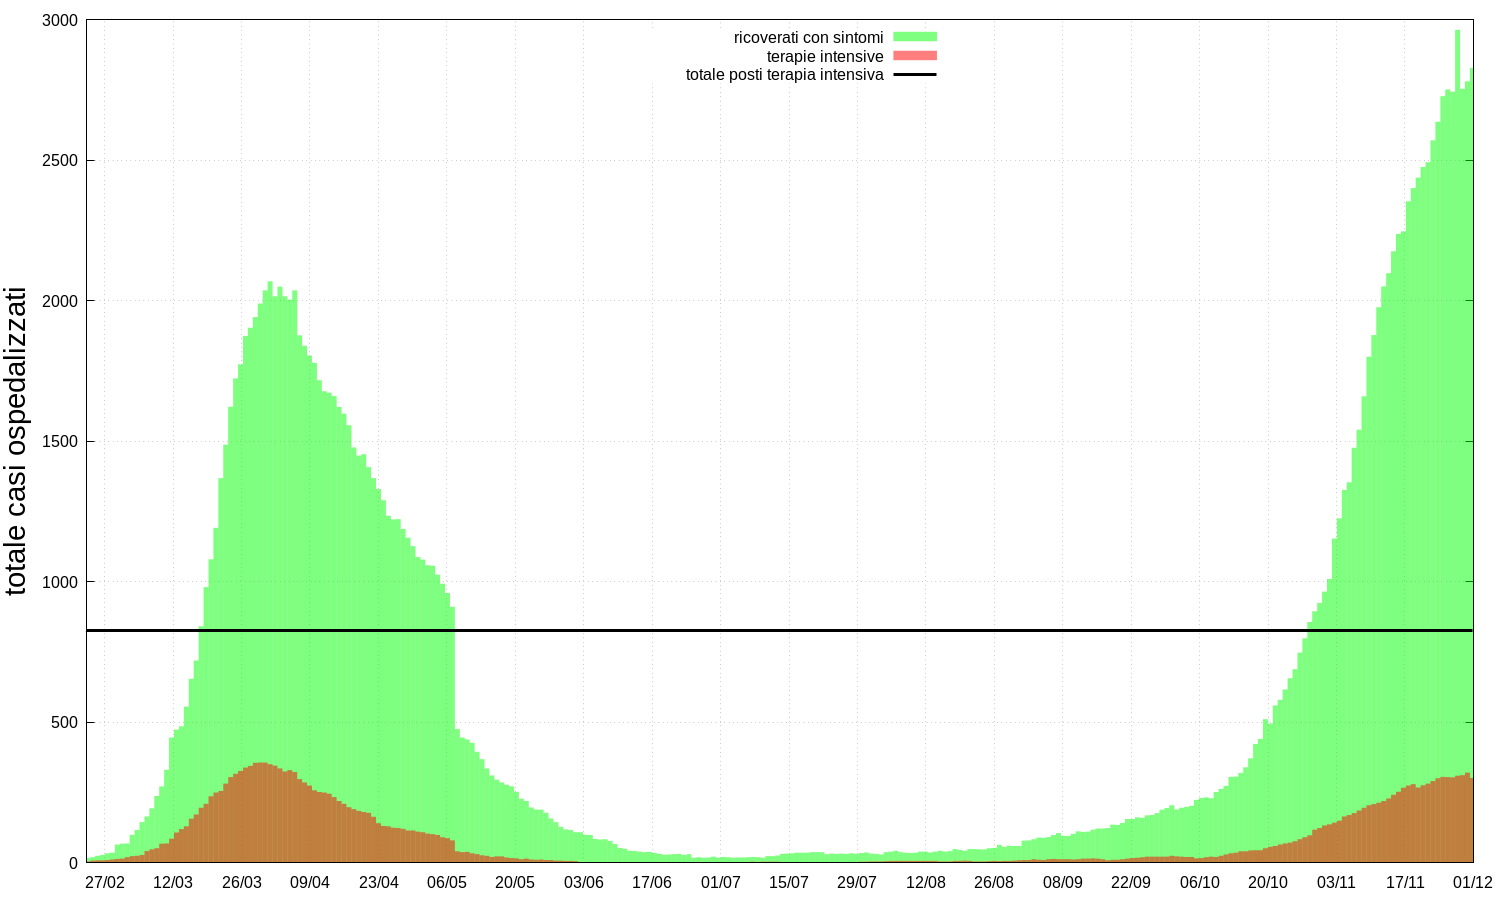 3000
2500
2000
1500
1000
500
0
totale casi ospedalizzati
ricoverati con sintomi
terapie intensive
totale posti terapia intensiva
27/02 12/03 26/03 09/04 23/04 06/05 20/05 03/06 17/06 01/07 15/07 29/07 12/08 26/08 08/09 22/09 06/10 20/10 03/11 17/11 01/12